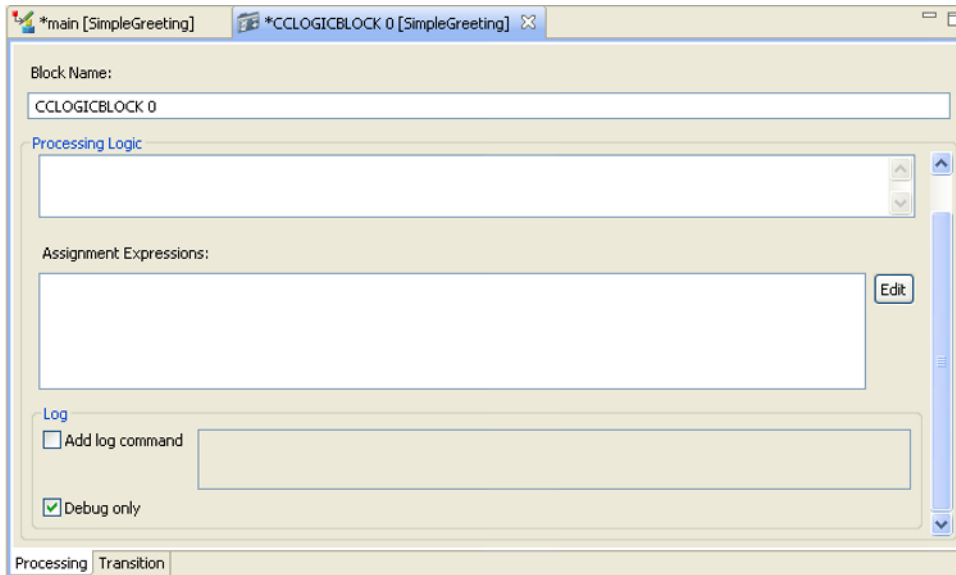 *main [SimpleGreeting]
*CCLOGICBLOCK 0 [SimpleGreeting]
Block Name:
CCLOGICBLOCK 0
Processing Logic
Assignment Expressions:
Edit
Log
Add log command
Debug only
Processing Transition